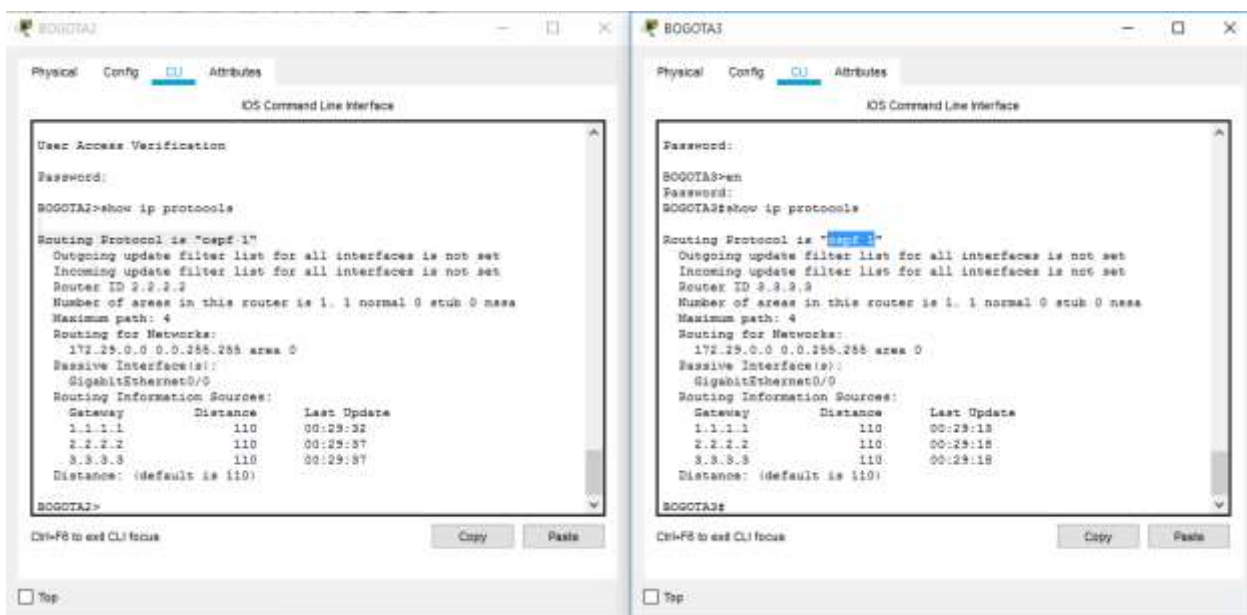 BOGOTA2
Physical Config CLI Attributes
IOS Command Line Interface
User Access Verification
Password:
BOGOTA2>show ip protocols
Routing Protocol is "ospf 1"
Outgoing update filter list for all interfaces is not set
Incoming update filter list for all interfaces is not set
Router ID 2.2.2.2
Number of areas in this router is 1. 1 normal 0 stub 0 nssa
Maximum path: 4
Routing for Networks:
172.29.0.0 0.0.255.255 area 0
Passive Interface(s):
GigabitEthernet0/0
Routing Information Sources:
Gateway Distance Last Update
1.1.1.1 110 00:29:32
2.2.2.2 110 00:29:37
3.3.3.3 110 00:29:37
Distance: (default is 110)
BOGOTA2>
Ctrl+F6 to exit CLI focus
Copy Paste
Top
BOGOTA3
Physical Config CLI Attributes
IOS Command Line Interface
Password:
BOGOTA3>en
Password:
BOGOTA3#show ip protocols
Routing Protocol is "ospf 1"
Outgoing update filter list for all interfaces is not set
Incoming update filter list for all interfaces is not set
Router ID 3.3.3.3
Number of areas in this router is 1. 1 normal 0 stub 0 nssa
Maximum path: 4
Routing for Networks:
172.29.0.0 0.0.255.255 area 0
Passive Interface(s):
GigabitEthernet0/0
Routing Information Sources:
Gateway Distance Last Update
1.1.1.1 110 00:29:13
2.2.2.2 110 00:29:18
3.3.3.3 110 00:29:18
Distance: (default is 110)
BOGOTA3#
Ctrl+F6 to exit CLI focus
Copy Paste
Top